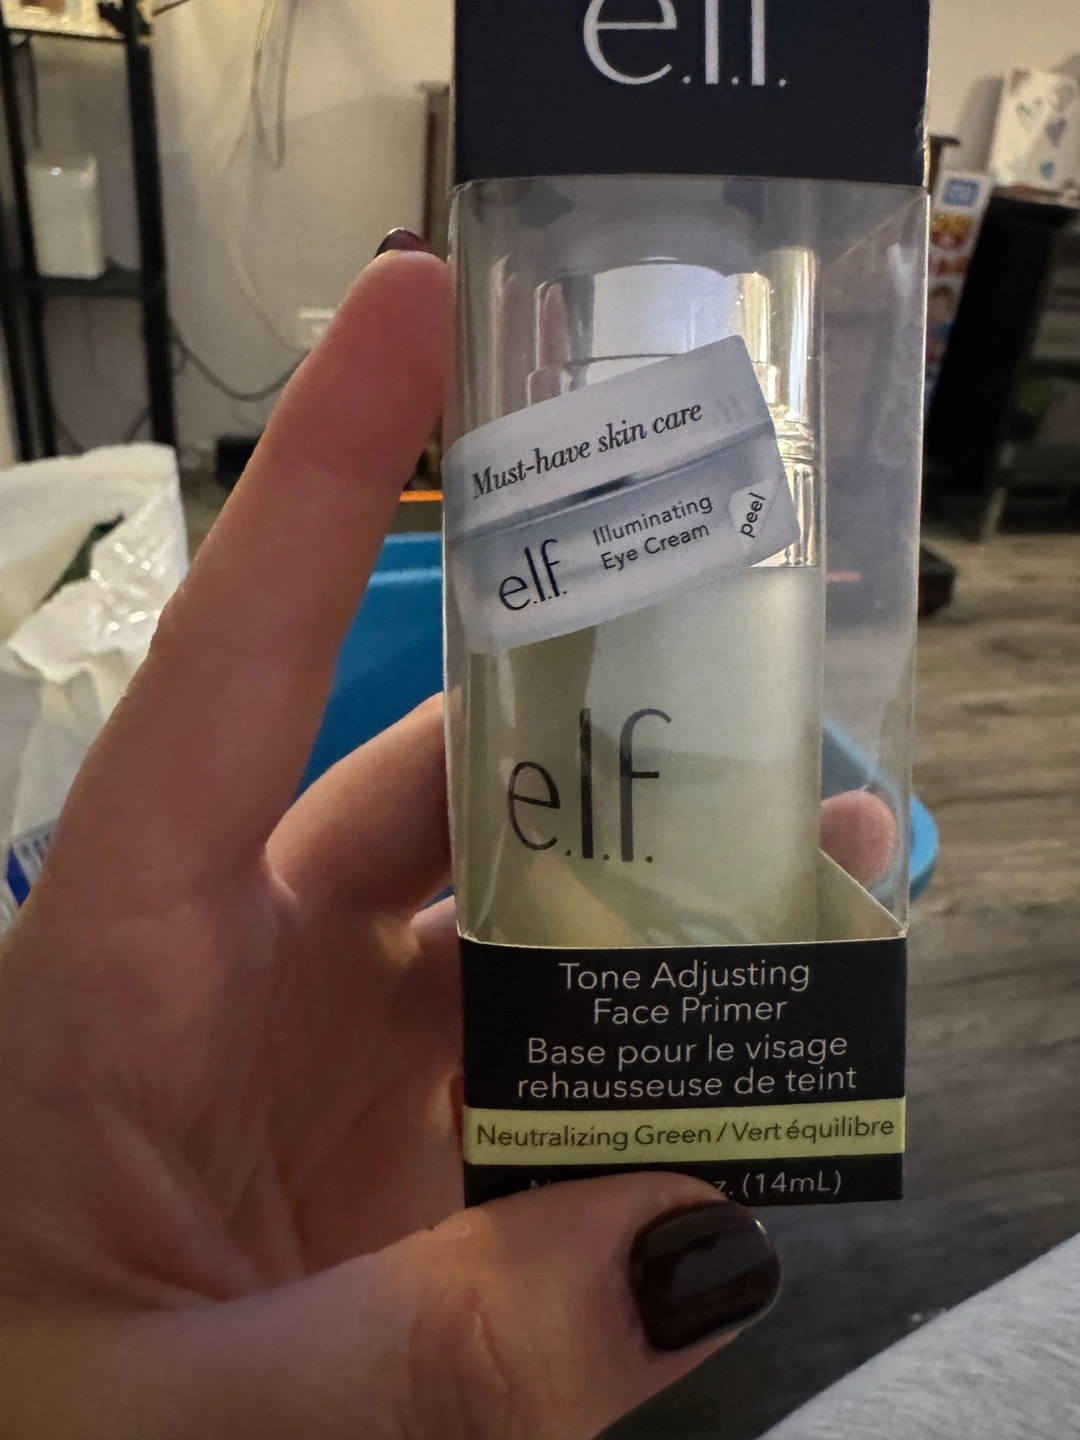 e.l.f.
Must-have skin care
e.l.f.
Illuminating
Eye Cream
peel
e.l.f.
Tone Adjusting
Face Primer
Base pour le visage
rehausseuse de teint
Neutralizing Green / Vert équilibre
(14mL)